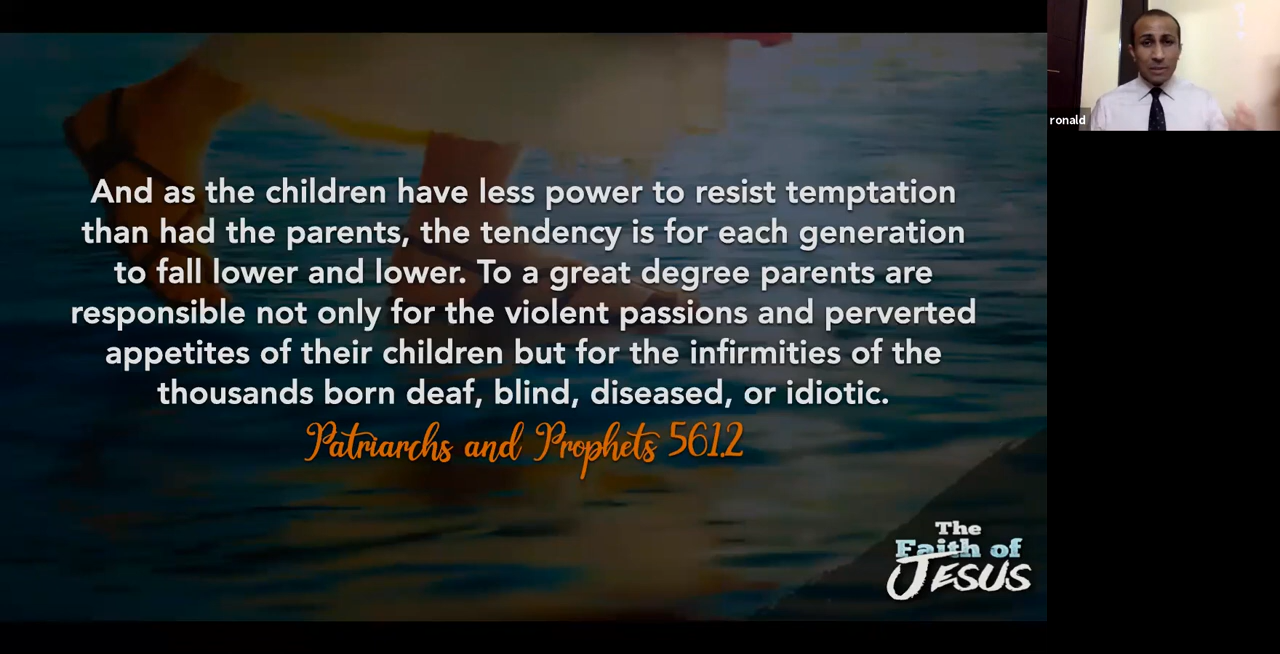 And as the children have less power to resist temptation
than had the parents, the tendency is for each generation
to fall lower and lower. To a great degree parents are
responsible not only for the violent passions and perverted
appetites of their children but for the infirmities of the
thousands born deaf, blind, diseased, or idiotic.
Patriarchs and Prophets 561.2
The
Faith of
JESUS
ronald